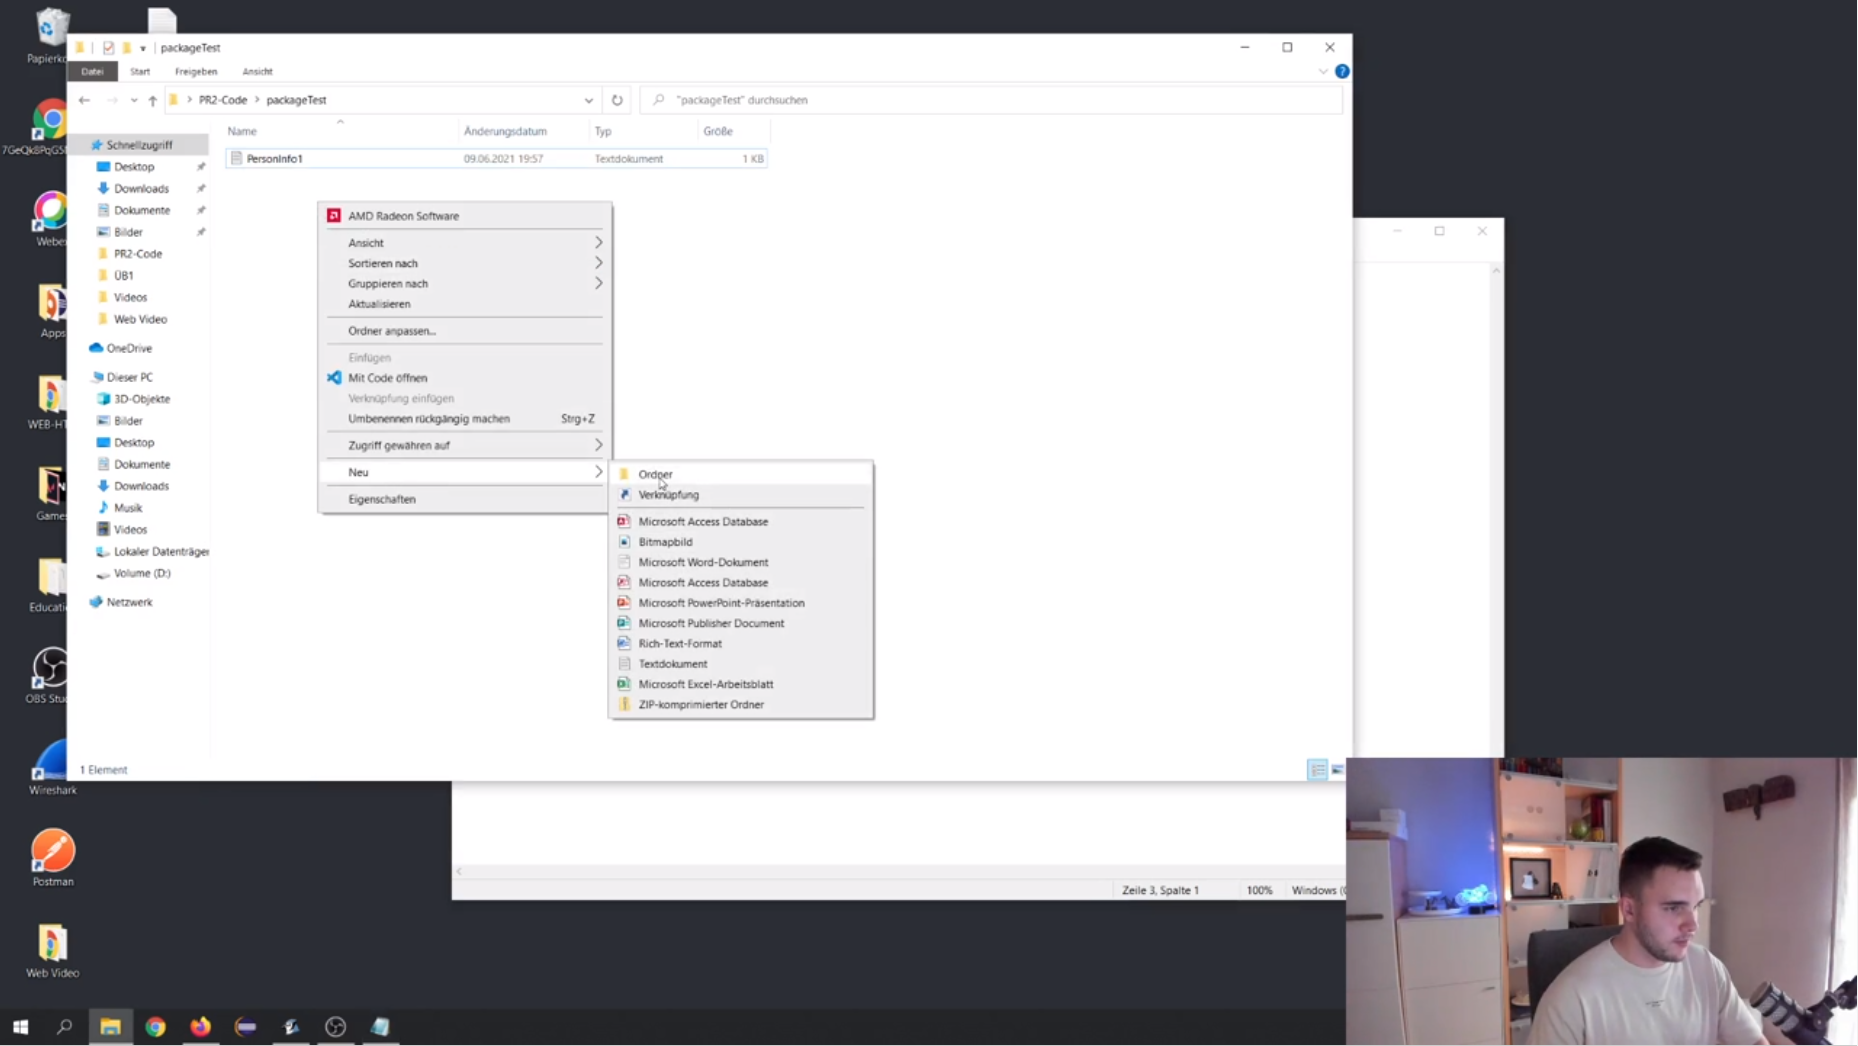 packageTest
Datei Start Freigeben Ansicht
PR2-Code packageTest
"packageTest" durchsuchen
Name Änderungsdatum Typ Größe
PersonInfo1 09.06.2021 19:57 Textdokument 1 KB
Schnellzugriff
Desktop
Downloads
Dokumente
Bilder
PR2-Code
ÜB1
Videos
Web Video
OneDrive
Dieser PC
3D-Objekte
Bilder
Desktop
Dokumente
Downloads
Musik
Videos
Lokaler Datenträger
Volume (D:)
Netzwerk
1 Element
AMD Radeon Software
Ansicht
Sortieren nach
Gruppieren nach
Aktualisieren
Ordner anpassen...
Einfügen
Mit Code öffnen
Verknüpfung einfügen
Umbenennen rückgängig machen Strg+Z
Zugriff gewähren auf
Neu
Eigenschaften
Ordner
Verknüpfung
Microsoft Access Database
Bitmapbild
Microsoft Word-Dokument
Microsoft Access Database
Microsoft PowerPoint-Präsentation
Microsoft Publisher Document
Rich-Text-Format
Textdokument
Microsoft Excel-Arbeitsblatt
ZIP-komprimierter Ordner
Zeile 3, Spalte 1 100% Windows (
Papierko
Webex
Apps
WEB-HT
Games
Educati
OBS Stu
Wireshark
Postman
Web Video